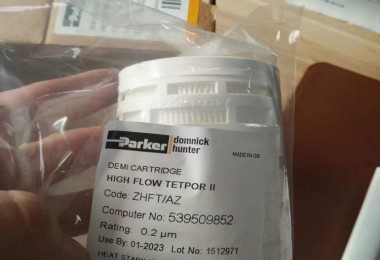 Parker domnick hunter
MADE IN GB
DEMI CARTRIDGE
HIGH FLOW TETPOR II
Code: ZHFT/AZ
Computer No: 539509852
Rating: 0.2 µm
Use By: 01-2023 Lot No: 1512971
HEAT